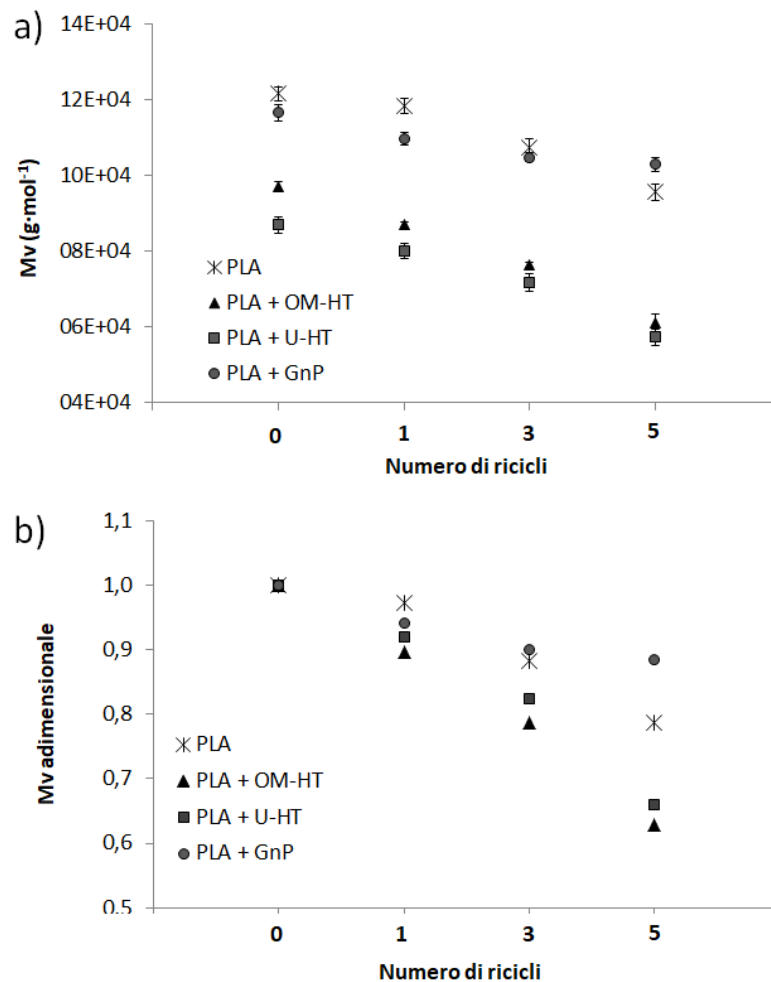 a)
14E+04
12E+04
10E+04
08E+04
06E+04
04E+04
Mv (g·mol⁻¹)
PLA
PLA + OM-HT
PLA + U-HT
PLA + GnP
0 1 3 5
Numero di ricicli
b)
1,1
1,0
0,9
0,8
0,7
0,6
0,5
Mv adimensionale
PLA
PLA + OM-HT
PLA + U-HT
PLA + GnP
0 1 3 5
Numero di ricicli